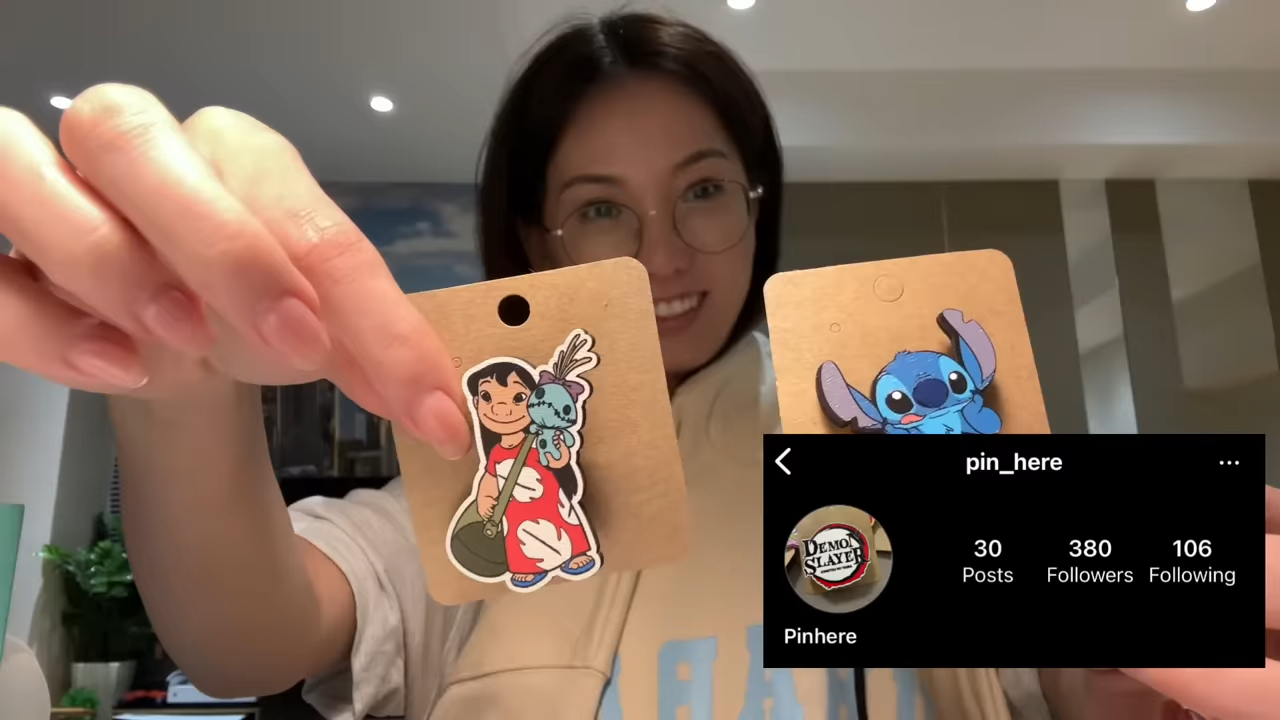 pin_here
DEMON
SLAYER
30 380 106
Posts Followers Following
Pinhere